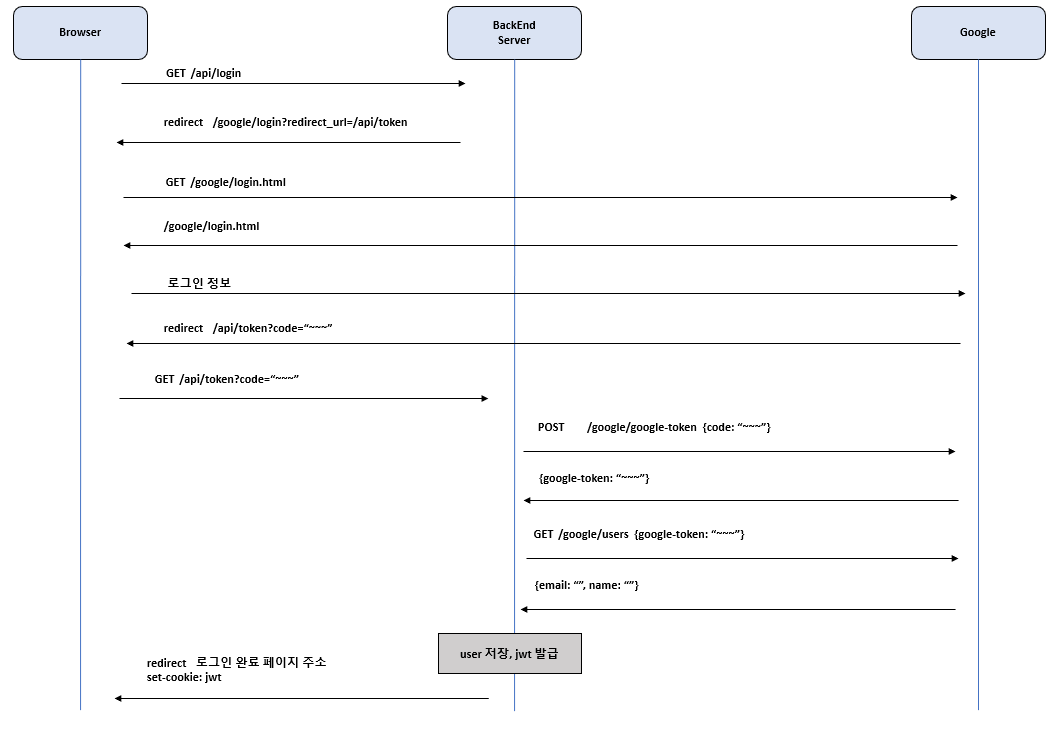 Browser
BackEnd
Server
Google
GET /api/login
redirect /google/login?redirect_url=/api/token
GET /google/login.html
/google/login.html
로그인 정보
redirect /api/token?code=“~~~”
GET /api/token?code=“~~~”
POST /google/google-token {code: “~~~”}
{google-token: “~~~”}
GET /google/users {google-token: “~~~”}
{email: “”, name: “”}
user 저장, jwt 발급
redirect 로그인 완료 페이지 주소
set-cookie: jwt